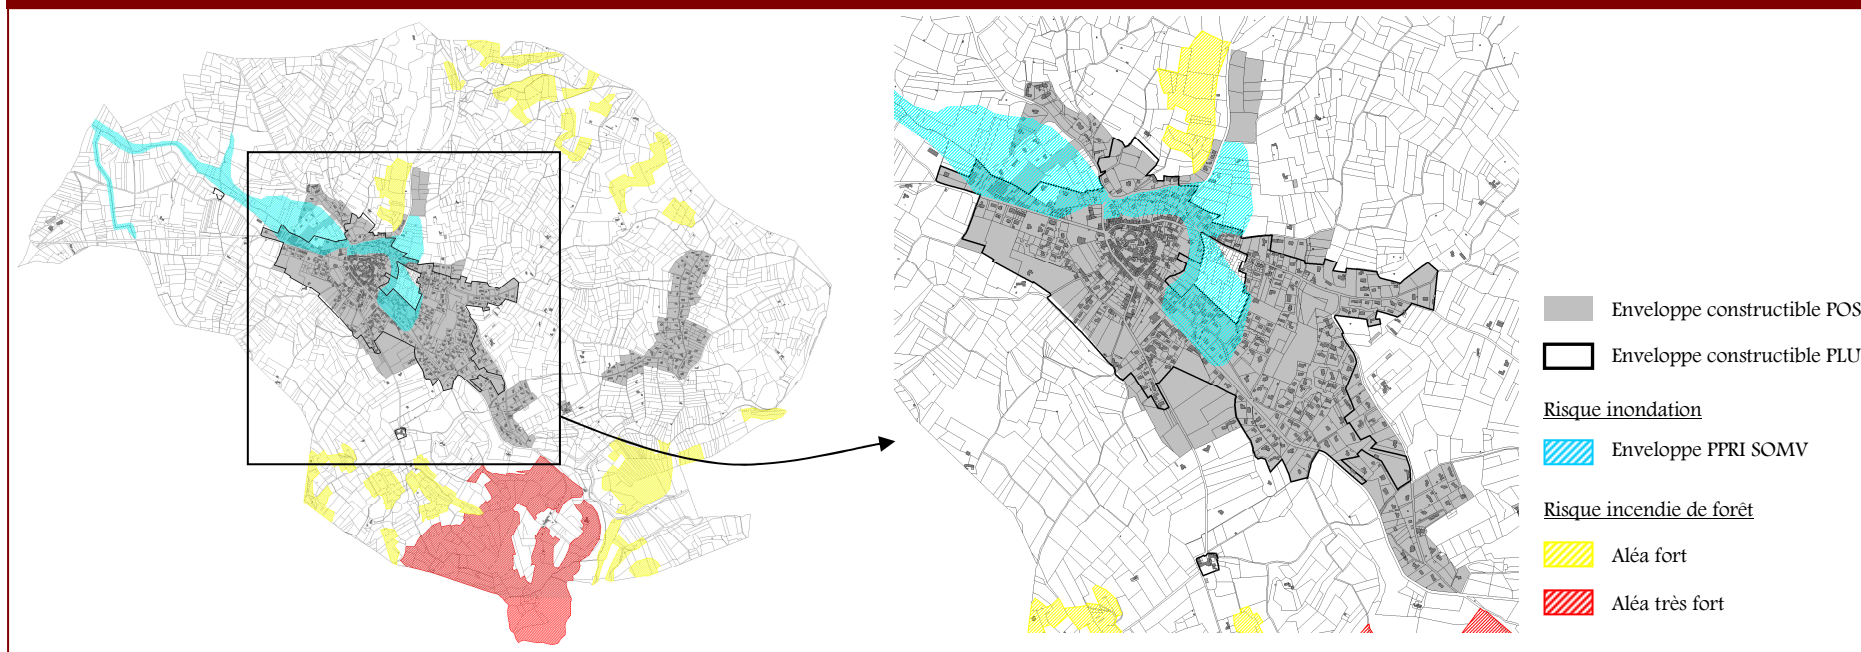 Enveloppe constructible POS
Enveloppe constructible PLU
Risque inondation
Enveloppe PPRI SOMV
Risque incendie de forêt
Aléa fort
Aléa très fort